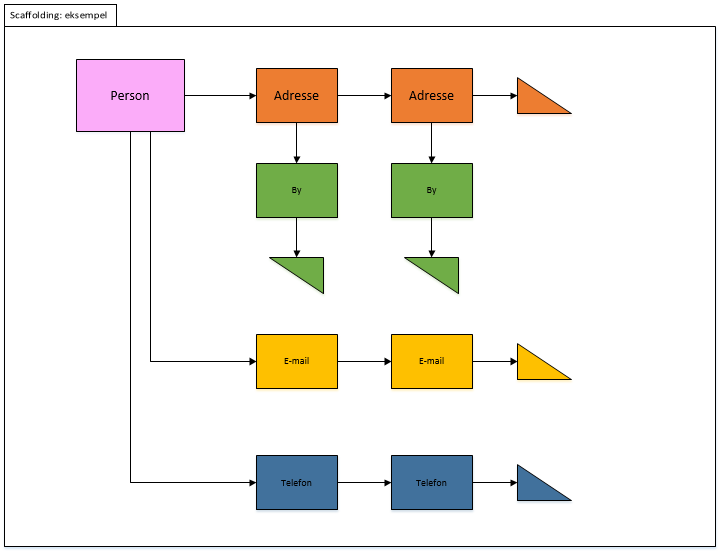 Scaffolding: eksempel
Person
Adresse
Adresse
By
By
E-mail
E-mail
Telefon
Telefon